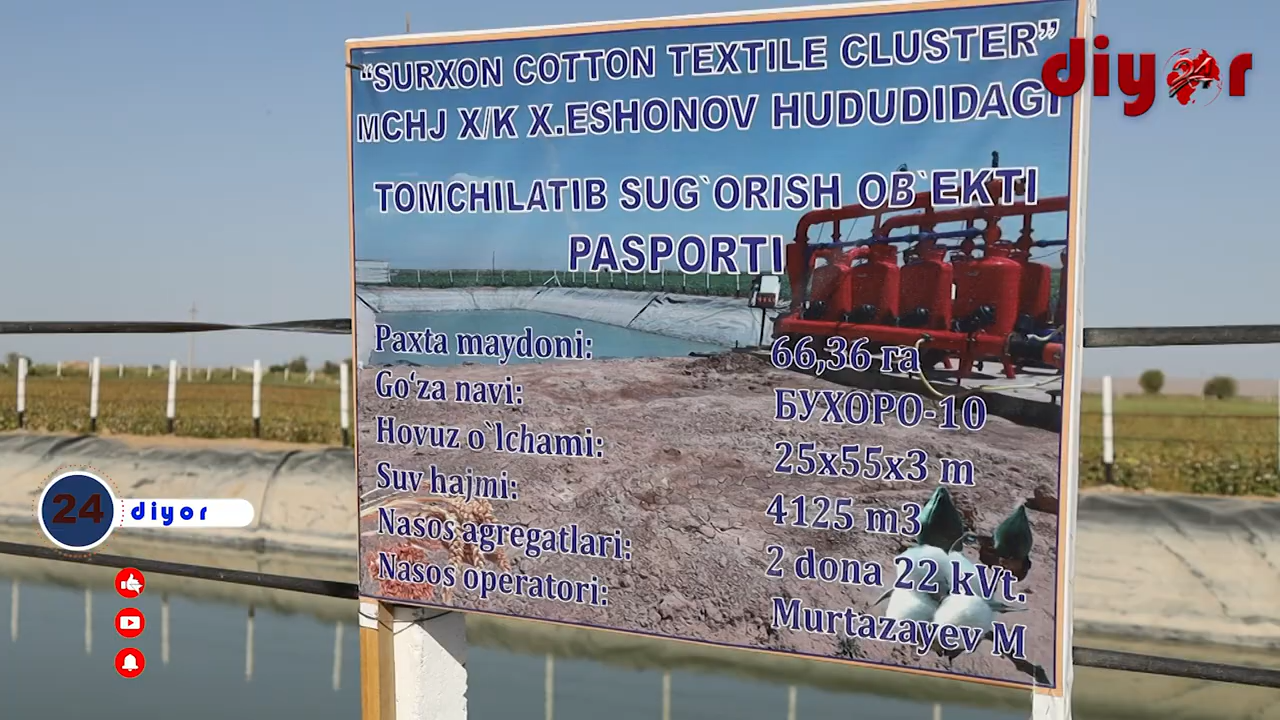 “SURXON COTTON TEXTILE CLUSTER”
MCHJ X/K X.ESHONOV HUDUDIDAGI
TOMCHILATIB SUG`ORISH OB`EKTI
PASPORTI
Paxta maydoni: 66,36 га
Go‘za navi: БУХОРО-10
Hovuz o`lchami: 25x55x3 m
Suv hajmi: 4125 m3
Nasos agregatlari: 2 dona 22 kVt.
Nasos operatori: Murtazayev M
diyor
24 diyor